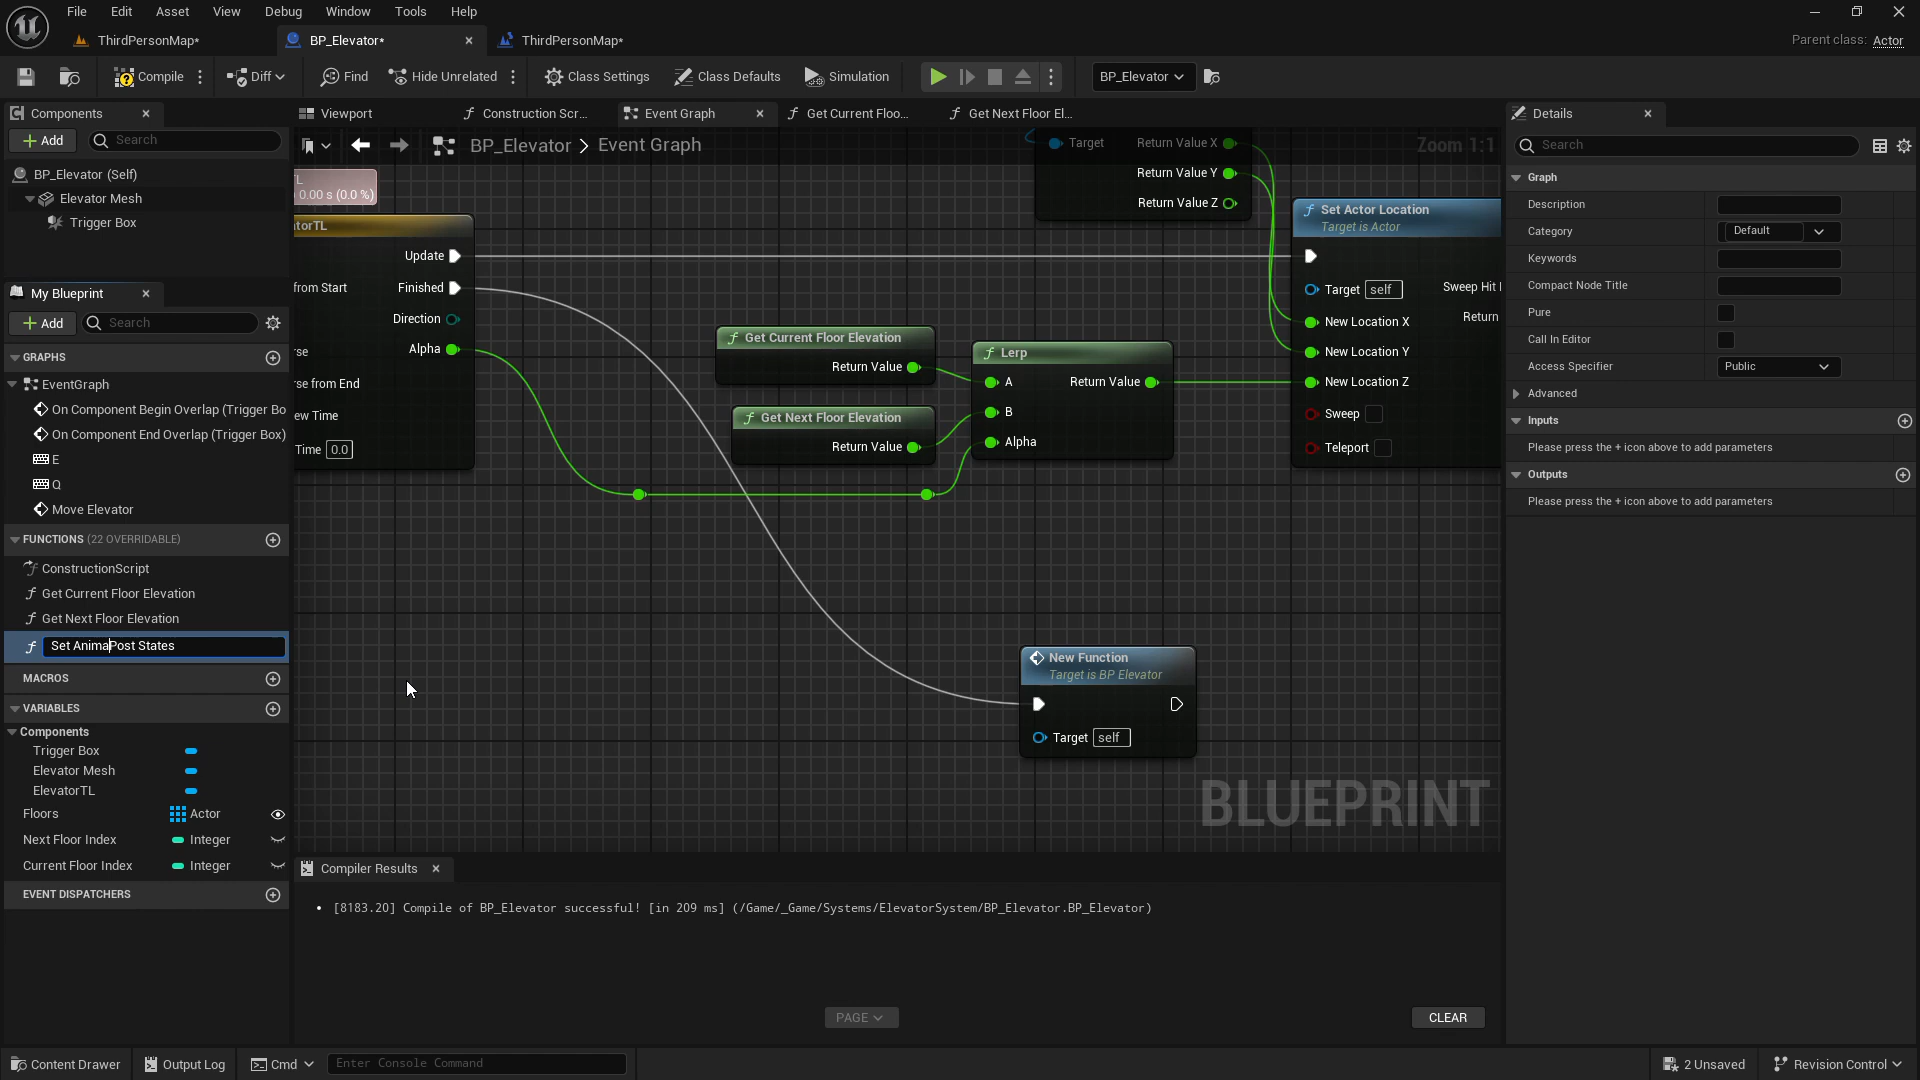 File Edit Asset View Debug Window Tools Help
ThirdPersonMap* BP_Elevator* ThirdPersonMap* Parent class: Actor
Compile Diff Find Hide Unrelated Class Settings Class Defaults Simulation BP_Elevator
Components Viewport Construction Scr... Event Graph Get Current Floo... Get Next Floor El... Details
Add Search BP_Elevator > Event Graph Zoom 1:1 Search
BP_Elevator (Self)
Elevator Mesh
Trigger Box
My Blueprint
Add Search
GRAPHS
EventGraph
On Component Begin Overlap (Trigger Bo
On Component End Overlap (Trigger Box)
E
Q
Move Elevator
FUNCTIONS (22 OVERRIDABLE)
ConstructionScript
Get Current Floor Elevation
Get Next Floor Elevation
Set AnimaPost States
MACROS
VARIABLES
Components
Trigger Box
Elevator Mesh
ElevatorTL
Floors Actor
Next Floor Index Integer
Current Floor Index Integer
EVENT DISPATCHERS
TL
0.00 s (0.0 %)
atorTL
Update
from Start Finished
Direction
rse Alpha
rse from End
ew Time
Time 0.0
Get Current Floor Elevation
Return Value
Get Next Floor Elevation
Return Value
Lerp
A Return Value
B
Alpha
Target Return Value X
Return Value Y
Return Value Z
Set Actor Location
Target is Actor
Target self Sweep Hit
New Location X Return
New Location Y
New Location Z
Sweep
Teleport
New Function
Target is BP Elevator
Target self
BLUEPRINT
Compiler Results
[8183.20] Compile of BP_Elevator successful! [in 209 ms] (/Game/_Game/Systems/ElevatorSystem/BP_Elevator.BP_Elevator)
PAGE CLEAR
Graph
Description
Category Default
Keywords
Compact Node Title
Pure
Call In Editor
Access Specifier Public
Advanced
Inputs
Please press the + icon above to add parameters
Outputs
Please press the + icon above to add parameters
Content Drawer Output Log Cmd Enter Console Command 2 Unsaved Revision Control